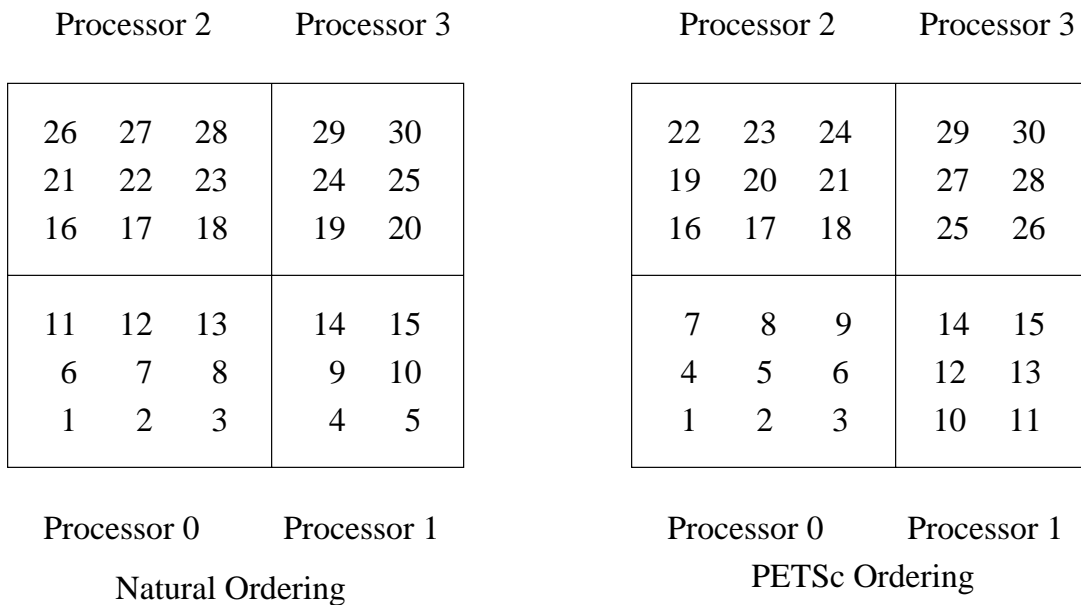 Processor 2 Processor 3 Processor 2 Processor 3
26 27 28 29 30 22 23 24 29 30
21 22 23 24 25 19 20 21 27 28
16 17 18 19 20 16 17 18 25 26
11 12 13 14 15 7 8 9 14 15
6 7 8 9 10 4 5 6 12 13
1 2 3 4 5 1 2 3 10 11
Processor 0 Processor 1 Processor 0 Processor 1
Natural Ordering PETSc Ordering